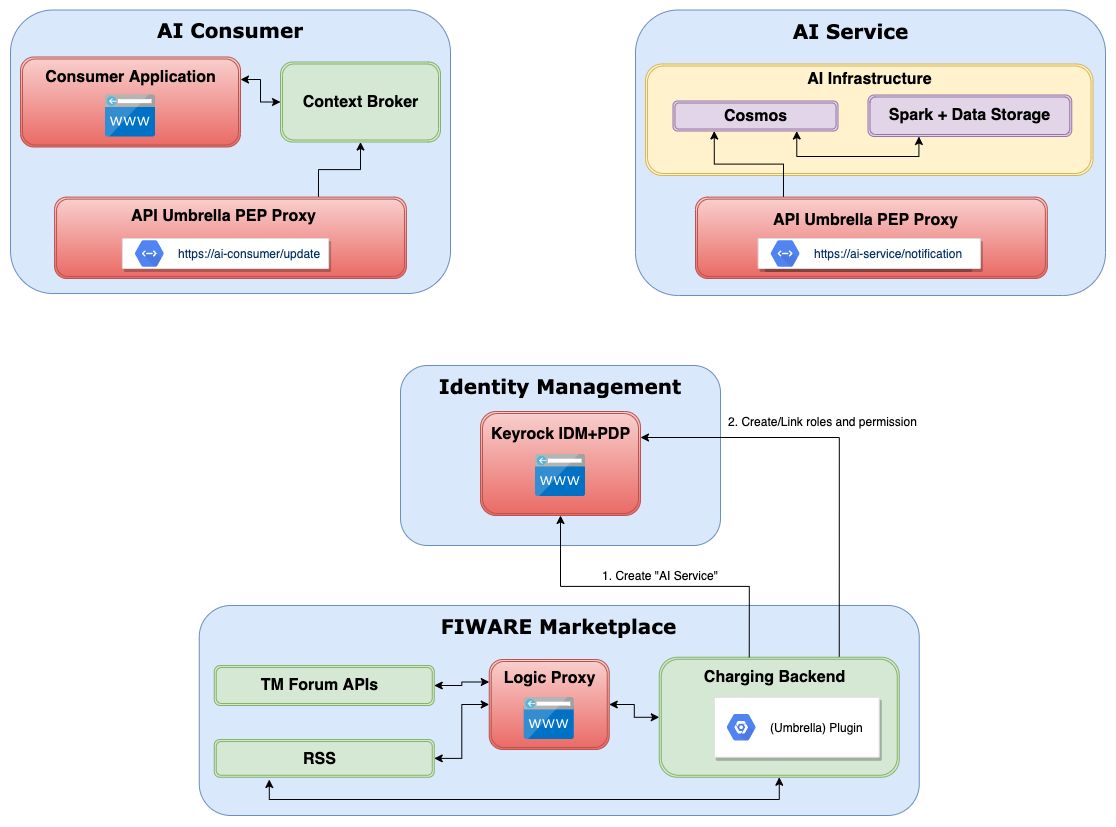 AI Consumer
Consumer Application
WWW
Context Broker
API Umbrella PEP Proxy
https://ai-consumer/update
AI Service
AI Infrastructure
Cosmos
Spark + Data Storage
API Umbrella PEP Proxy
https://ai-service/notification
Identity Management
Keyrock IDM+PDP
WWW
2. Create/Link roles and permission
1. Create "AI Service"
FIWARE Marketplace
TM Forum APIs
RSS
Logic Proxy
WWW
Charging Backend
(Umbrella) Plugin